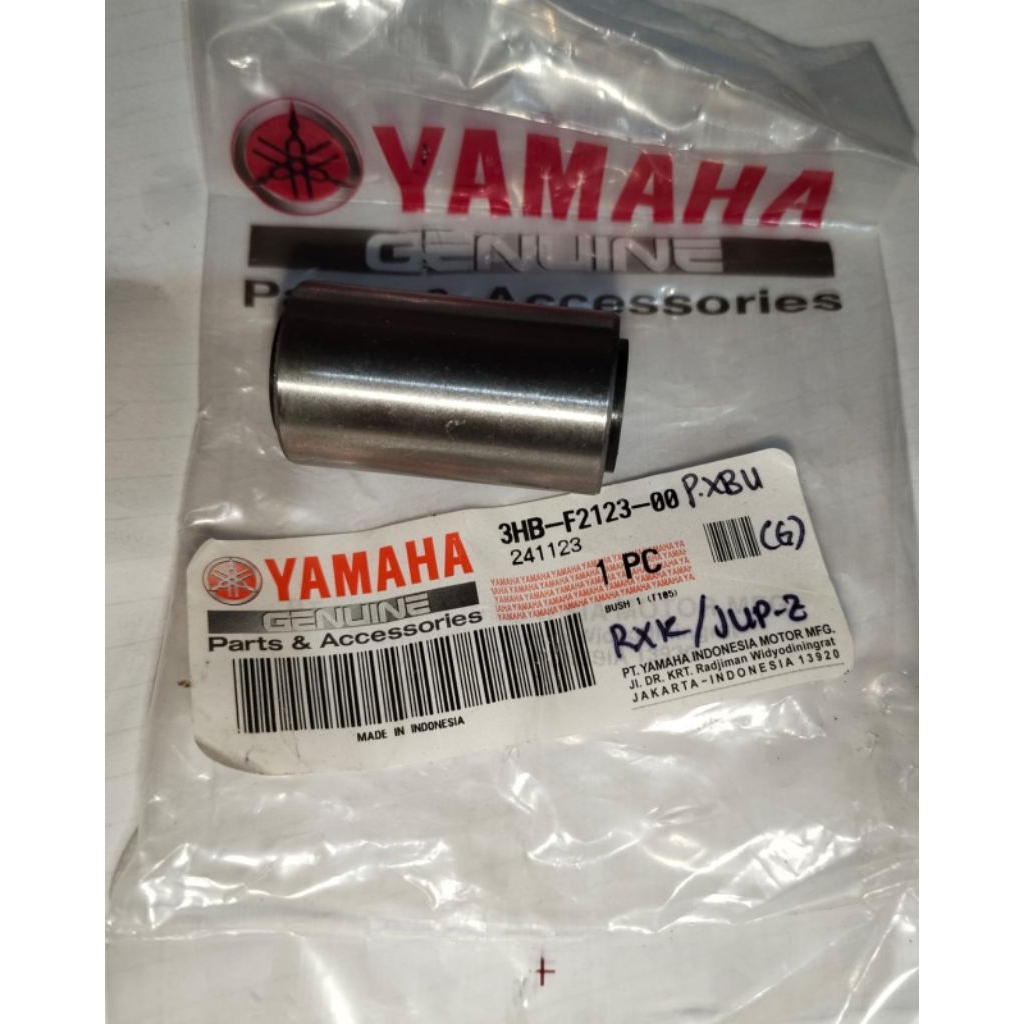 YAMAHA
GENUINE
Parts & Accessories
3HB-F2123-00 P.XBU
241123
(G)
YAMAHA
1 PC
GENUINE
BUSH 1 (T105)
Parts & Accessories
RXK/JUP-Z
PT. YAMAHA INDONESIA MOTOR MFG.
Jl. DR. KRT. Radjiman Widyodiningrat
JAKARTA-INDONESIA 13920
MADE IN INDONESIA